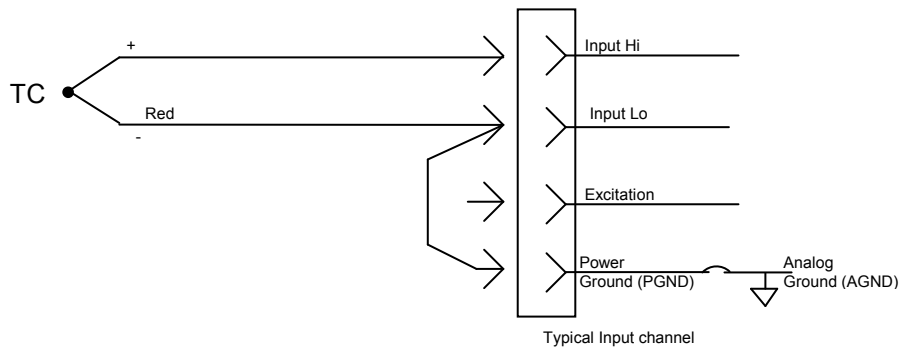 +
Input Hi
TC
Red
Input Lo
-
Excitation
Power
Ground (PGND)
Analog
Ground (AGND)
Typical Input channel